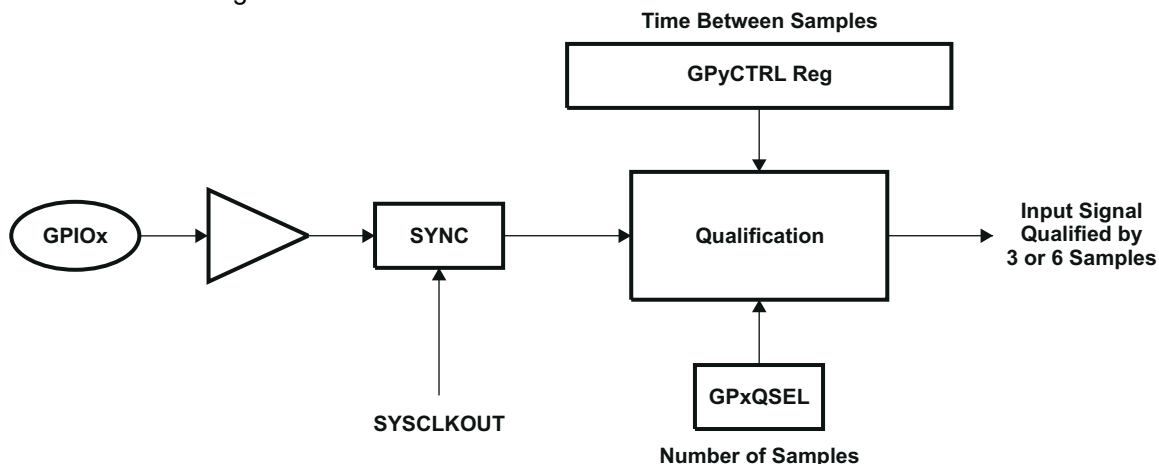 Time Between Samples
GPyCTRL Reg
GPIOx
SYNC
Qualification
Input Signal
Qualified by
3 or 6 Samples
GPxQSEL
SYSCLKOUT
Number of Samples